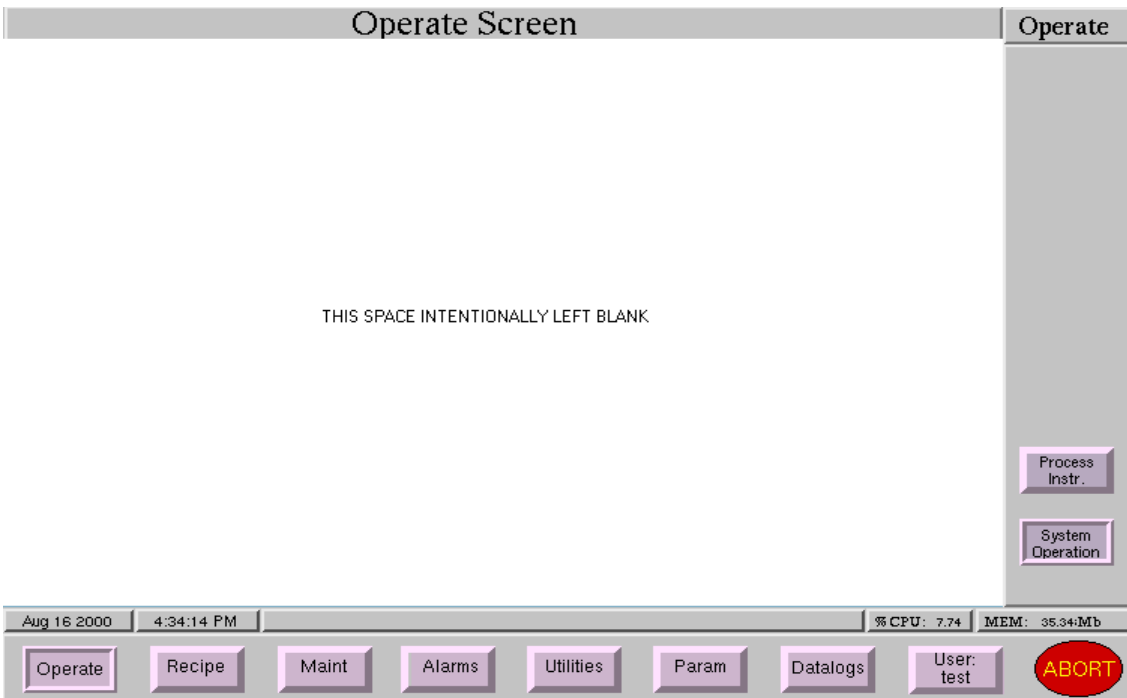 Operate Screen
Operate
THIS SPACE INTENTIONALLY LEFT BLANK
Process
Instr.
System
Operation
Aug 16 2000
4:34:14 PM
%CPU: 7.74
MEM: 35.34Mb
Operate
Recipe
Maint
Alarms
Utilities
Param
Datalogs
User:
test
ABORT